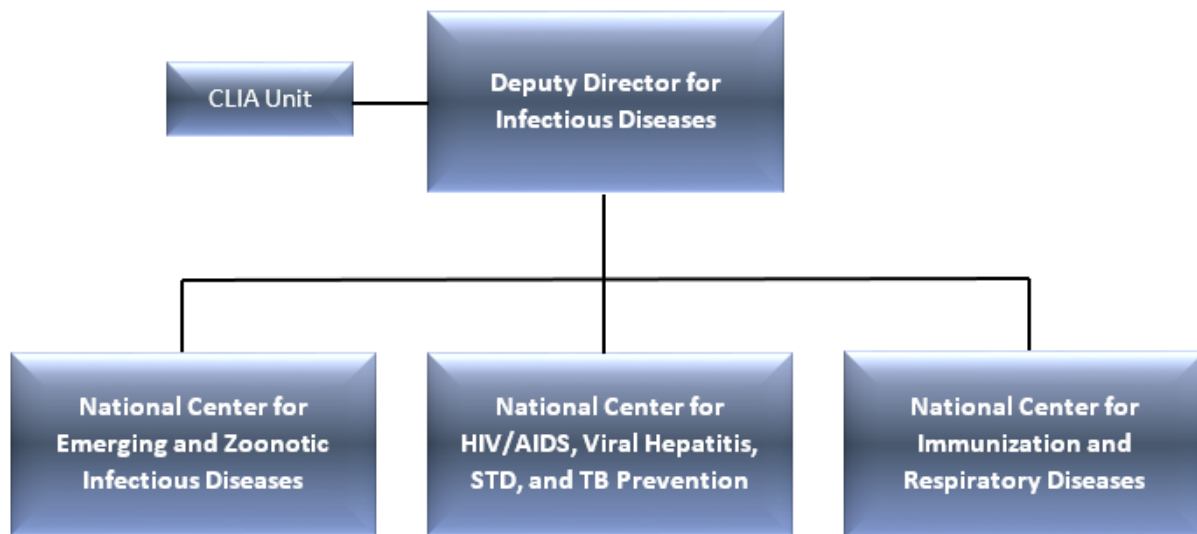 CLIA Unit
Deputy Director for
Infectious Diseases
National Center for
Emerging and Zoonotic
Infectious Diseases
National Center for
HIV/AIDS, Viral Hepatitis,
STD, and TB Prevention
National Center for
Immunization and
Respiratory Diseases